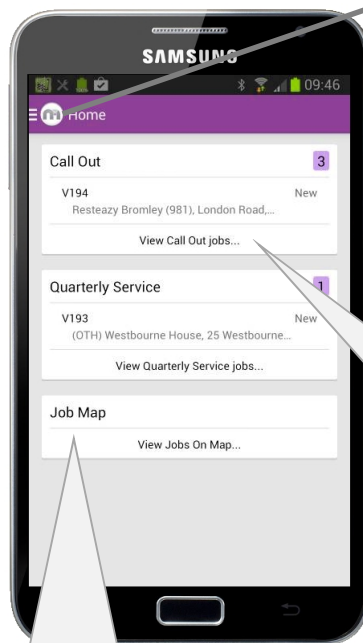 SAMSUNG
09:46
Home
Call Out 3
V194 New
Resteazy Bromley (981), London Road,...
View Call Out jobs...
Quarterly Service 1
V193 New
(OTH) Westbourne House, 25 Westbourne...
View Quarterly Service jobs...
Job Map
View Jobs On Map...